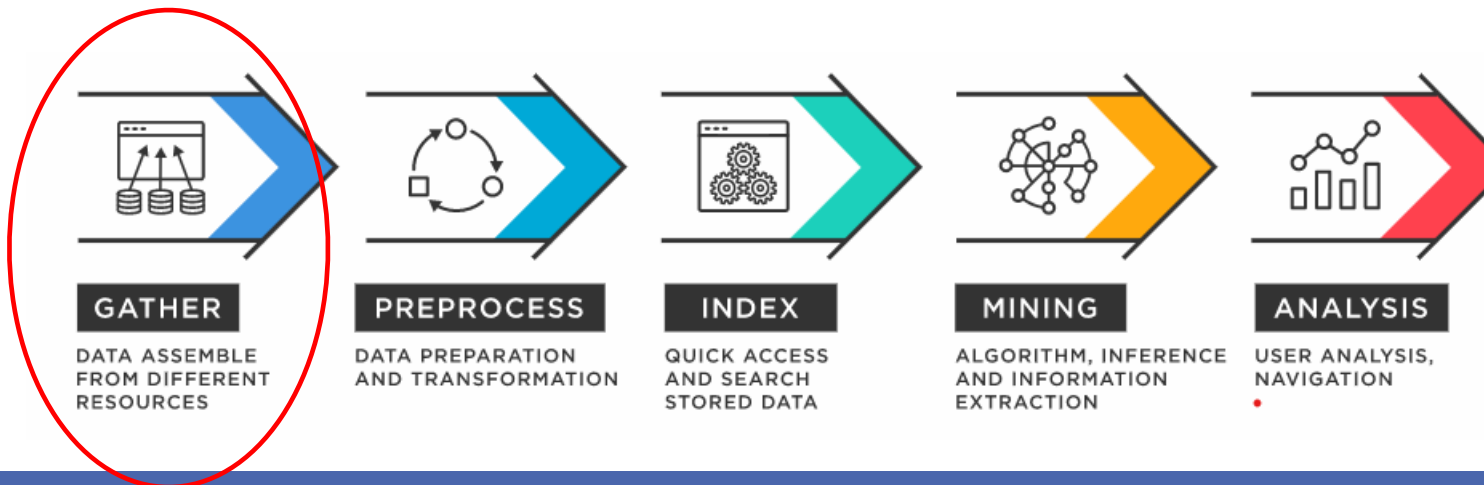 GATHER
DATA ASSEMBLE
FROM DIFFERENT
RESOURCES
PREPROCESS
DATA PREPARATION
AND TRANSFORMATION
INDEX
QUICK ACCESS
AND SEARCH
STORED DATA
MINING
ALGORITHM, INFERENCE
AND INFORMATION
EXTRACTION
ANALYSIS
USER ANALYSIS,
NAVIGATION